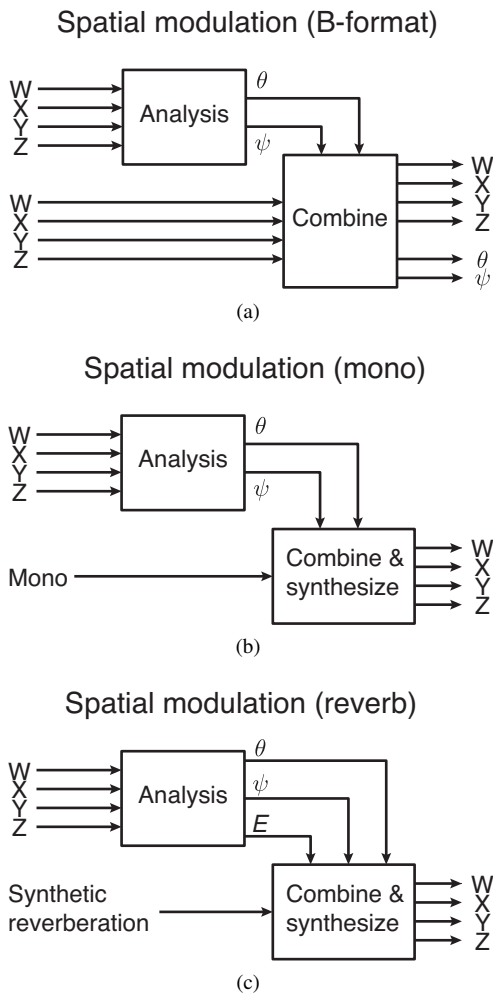 Spatial modulation (B-format)
W
X
Y
Z
Analysis
θ
ψ
W
X
Y
Z
Combine
W
X
Y
Z
θ
ψ
(a)
Spatial modulation (mono)
W
X
Y
Z
Analysis
θ
ψ
Mono
Combine &
synthesize
W
X
Y
Z
(b)
Spatial modulation (reverb)
W
X
Y
Z
Analysis
θ
ψ
E
Synthetic
reverberation
Combine &
synthesize
W
X
Y
Z
(c)